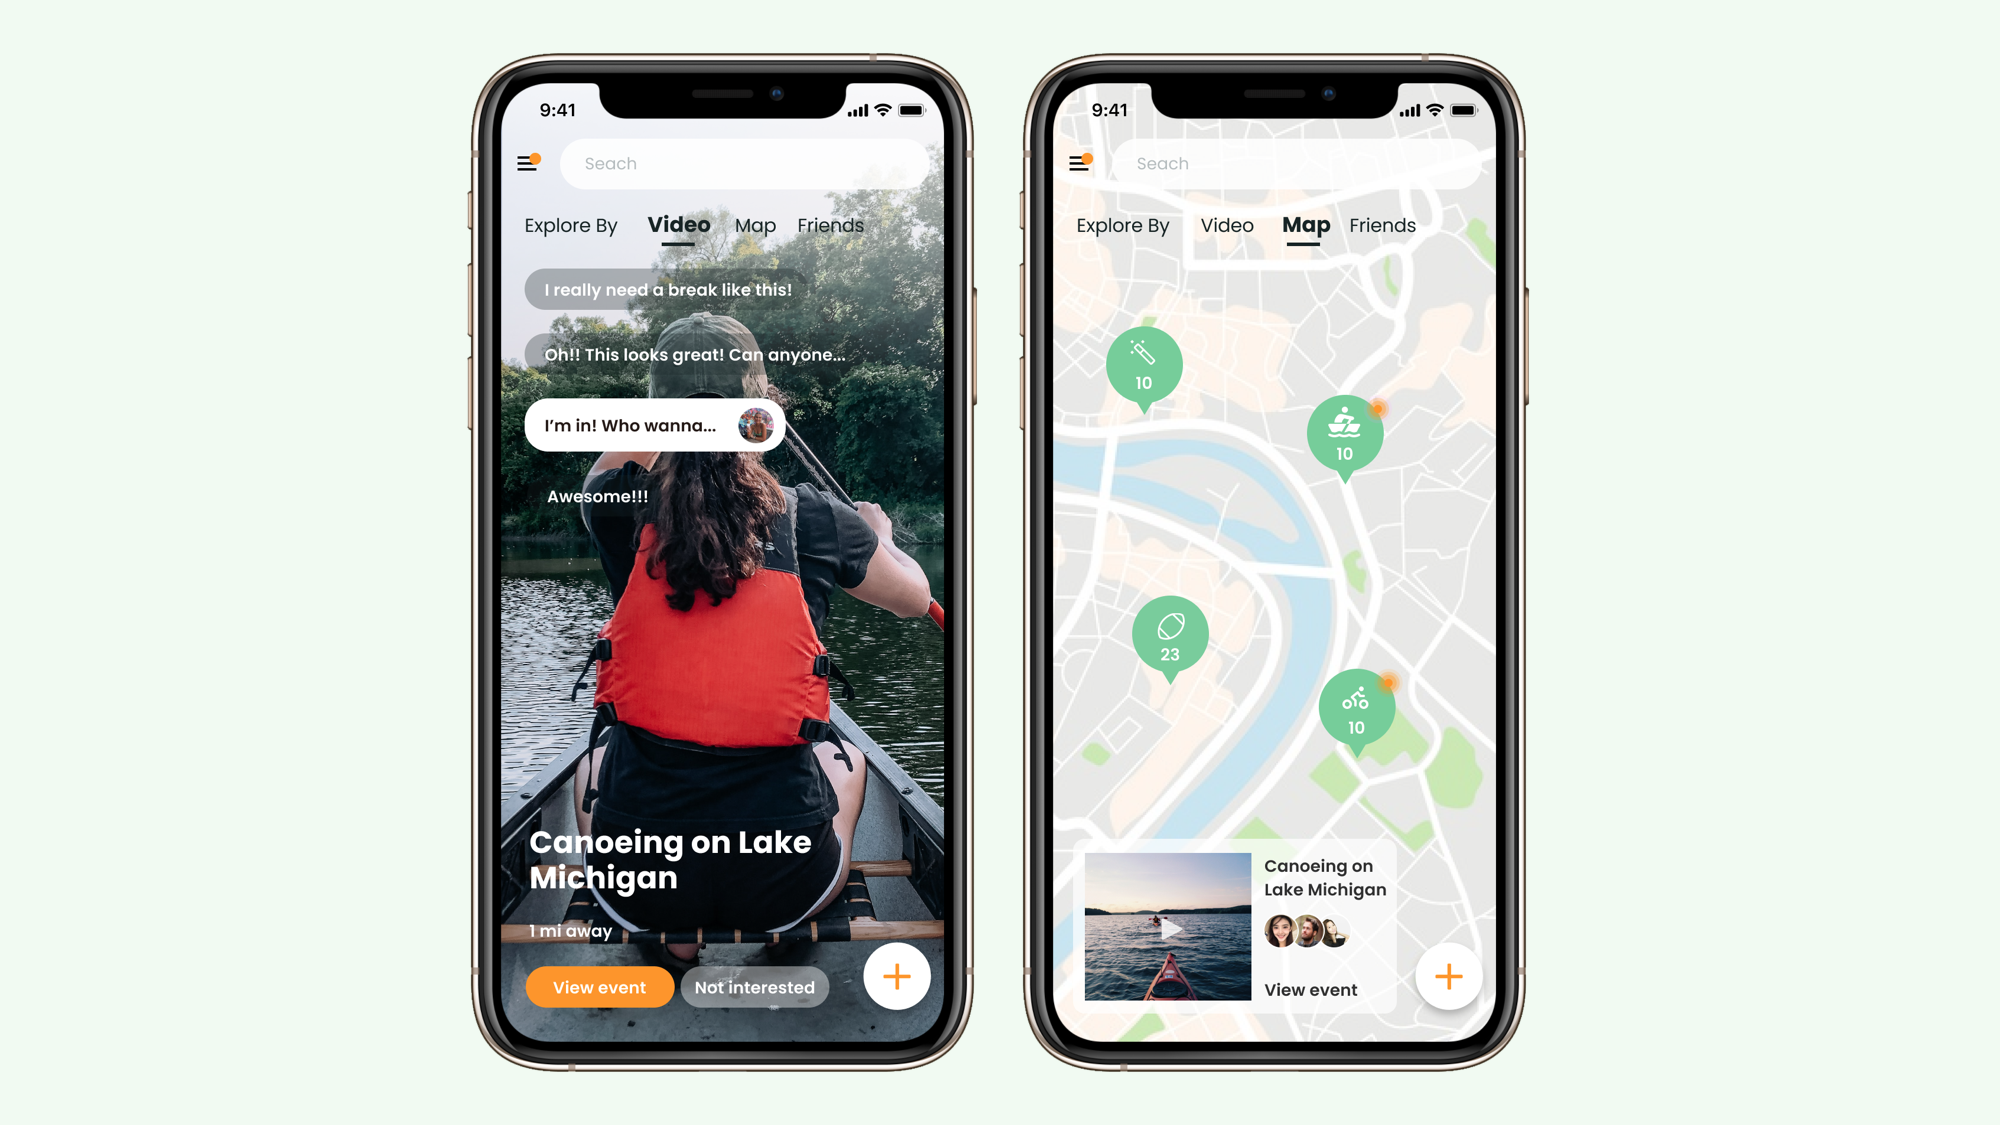 9:41
Seach
Explore By Video Map Friends
I really need a break like this!
Oh!! This looks great! Can anyone...
I'm in! Who wanna...
Awesome!!!
Canoeing on Lake
Michigan
1 mi away
View event Not interested
9:41
Seach
Explore By Video Map Friends
10
10
23
10
Canoeing on
Lake Michigan
View event